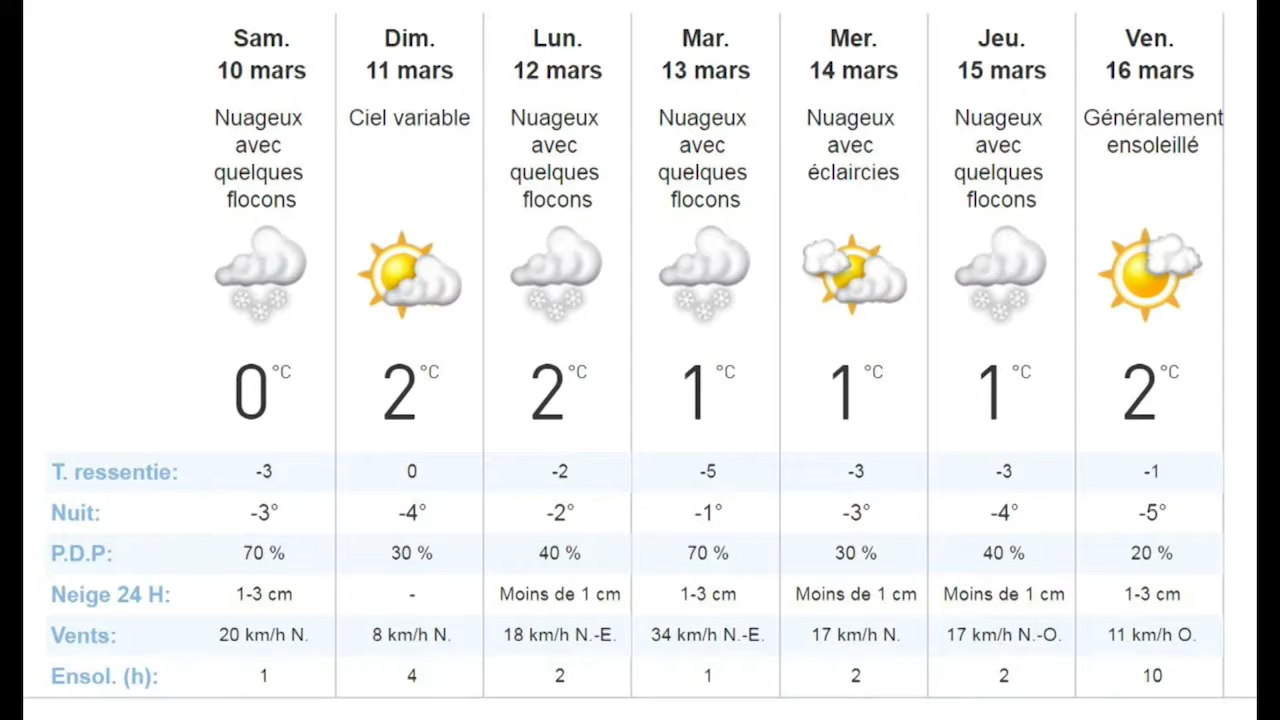 Sam. Dim. Lun. Mar. Mer. Jeu. Ven.
10 mars 11 mars 12 mars 13 mars 14 mars 15 mars 16 mars
Nuageux Ciel variable Nuageux Nuageux Nuageux Nuageux Généralement
avec avec avec avec avec ensoleillé
quelques quelques quelques éclaircies quelques
flocons flocons flocons flocons
0 °C 2 °C 2 °C 1 °C 1 °C 1 °C 2 °C
T. ressentie: -3 0 -2 -5 -3 -3 -1
Nuit: -3° -4° -2° -1° -3° -4° -5°
P.D.P: 70 % 30 % 40 % 70 % 30 % 40 % 20 %
Neige 24 H: 1-3 cm - Moins de 1 cm 1-3 cm Moins de 1 cm Moins de 1 cm 1-3 cm
Vents: 20 km/h N. 8 km/h N. 18 km/h N.-E. 34 km/h N.-E. 17 km/h N. 17 km/h N.-O. 11 km/h O.
Ensol. (h): 1 4 2 1 2 2 10